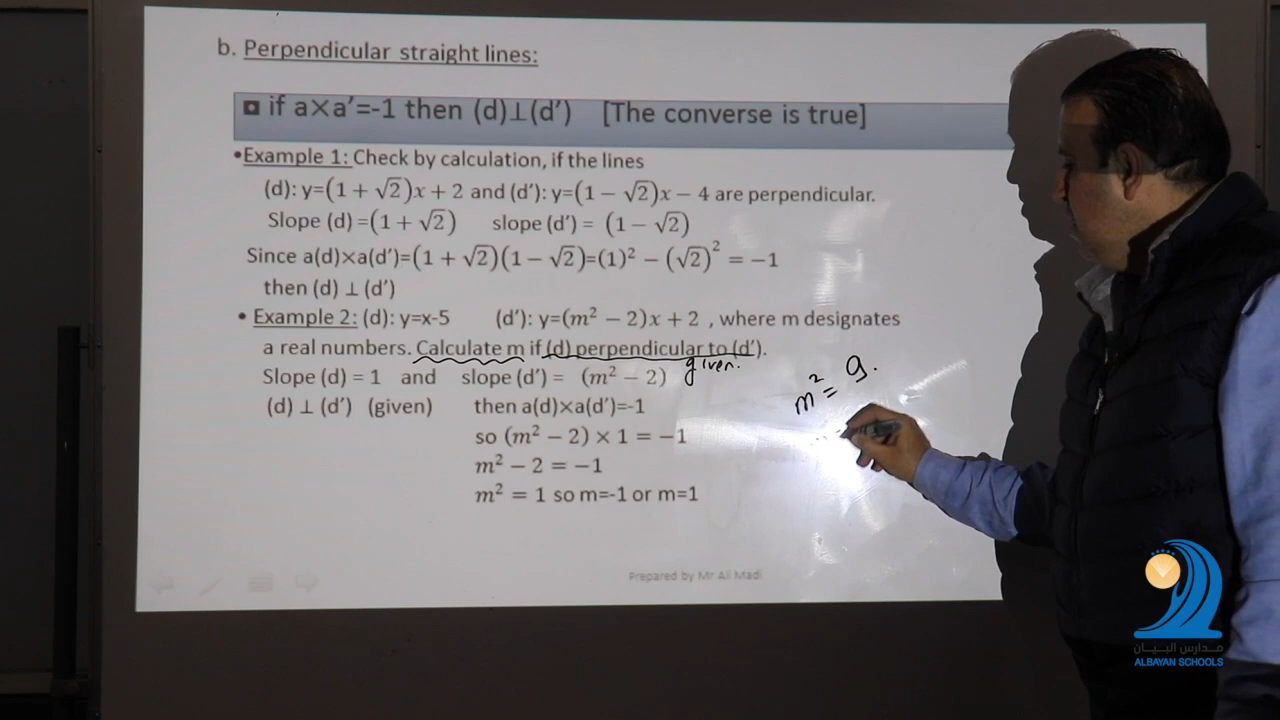 b. Perpendicular straight lines:
◘ if a×a'=-1 then (d)⊥(d') [The converse is true]
•Example 1: Check by calculation, if the lines
(d): y=(1 + √2)x + 2 and (d'): y=(1 − √2)x − 4 are perpendicular.
Slope (d) =(1 + √2) slope (d') = (1 − √2)
Since a(d)×a(d')=(1 + √2)(1 − √2)=(1)² − (√2)² = −1
then (d) ⊥ (d')
• Example 2: (d): y=x-5 (d'): y=(m² − 2)x + 2 , where m designates
a real numbers. Calculate m if (d) perpendicular to (d').
given.
Slope (d) = 1 and slope (d') = (m² − 2)
m² = 9.
(d) ⊥ (d') (given) then a(d)×a(d')=-1
so (m² − 2) × 1 = −1
m² − 2 = −1
m² = 1 so m=-1 or m=1
Prepared by Mr Ali Madi
مدارس البيان
ALBAYAN SCHOOLS